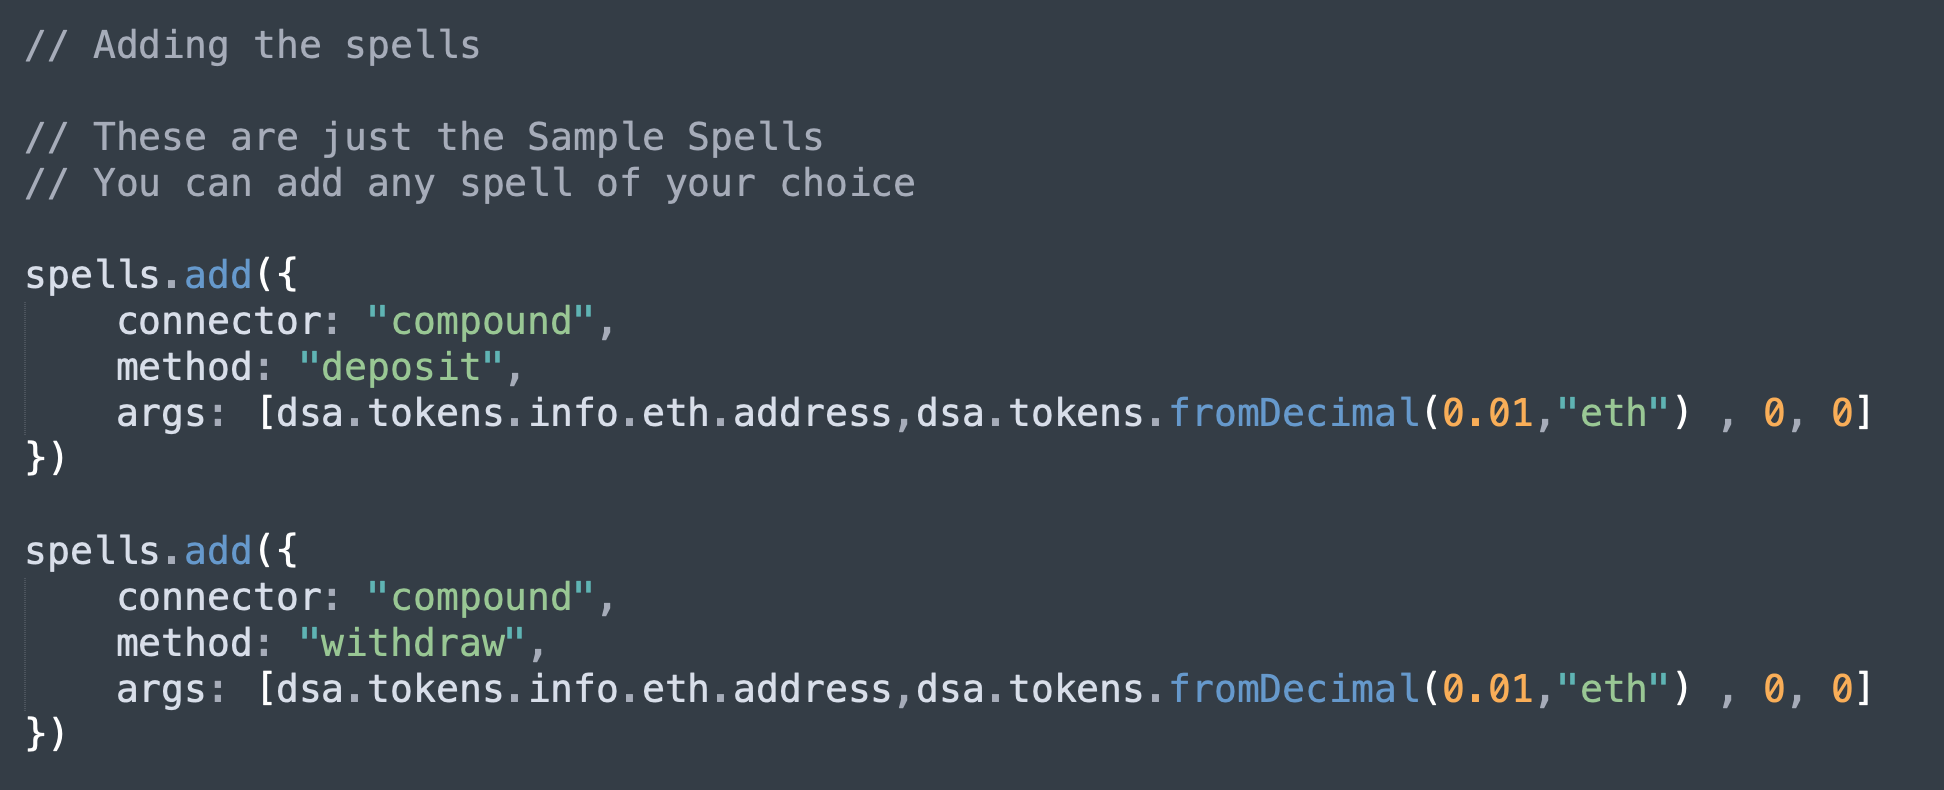 // Adding the spells
// These are just the Sample Spells
// You can add any spell of your choice
spells.add({
    connector: "compound",
    method: "deposit",
    args: [dsa.tokens.info.eth.address,dsa.tokens.fromDecimal(0.01,"eth") , 0, 0]
})
spells.add({
    connector: "compound",
    method: "withdraw",
    args: [dsa.tokens.info.eth.address,dsa.tokens.fromDecimal(0.01,"eth") , 0, 0]
})